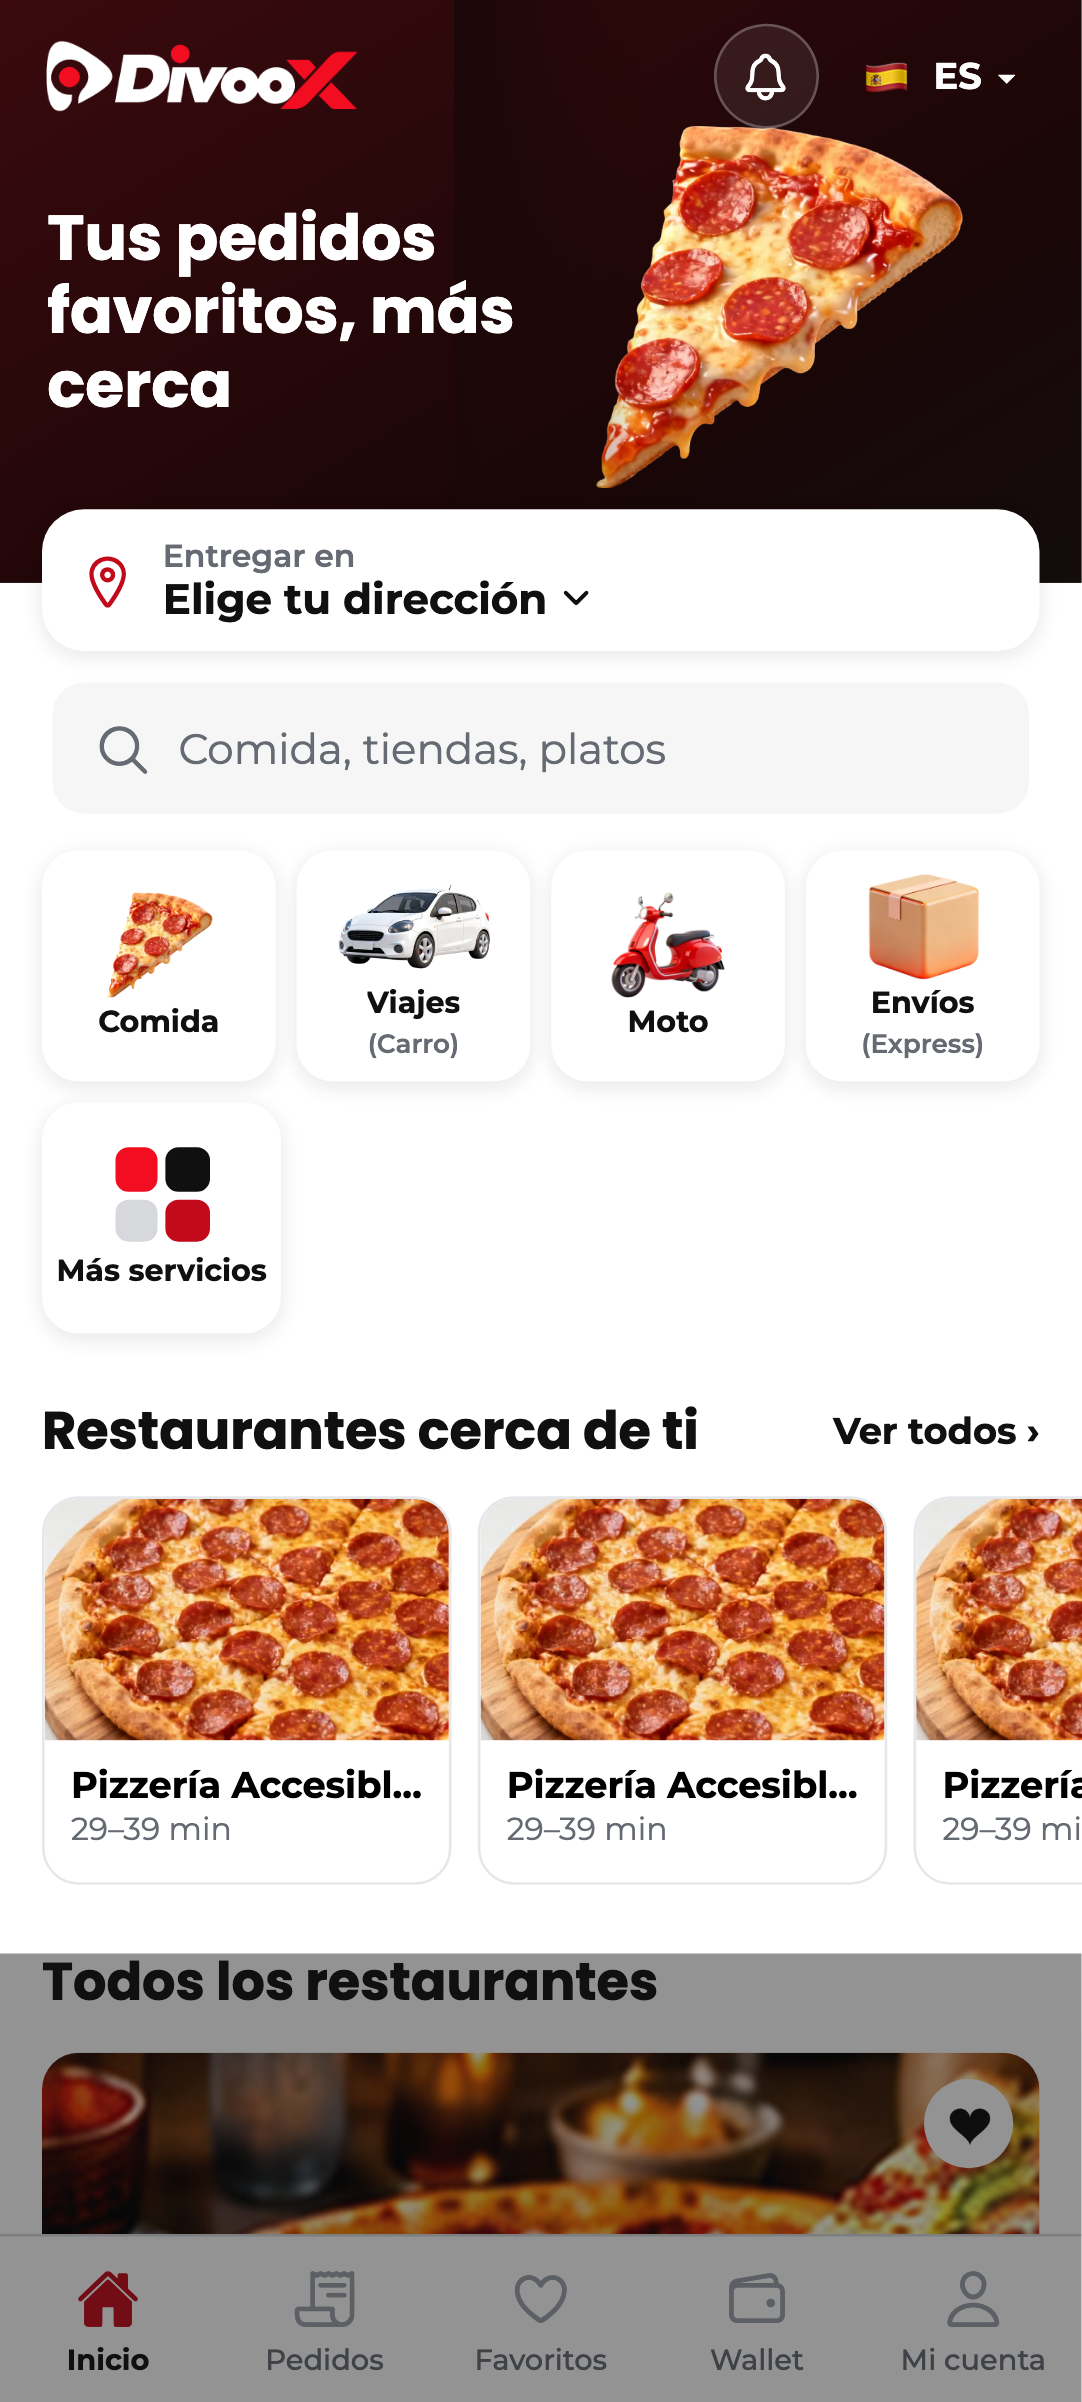 DivooX
ES
Tus pedidos
favoritos, más
cerca
Entregar en
Elige tu dirección
Comida, tiendas, platos
Comida
Viajes
(Carro)
Moto
Envíos
(Express)
Más servicios
Restaurantes cerca de ti
Ver todos ›
Pizzería Accesibl...
29–39 min
Pizzería Accesibl...
29–39 min
Pizzería
29–39 mi
Todos los restaurantes
Inicio
Pedidos
Favoritos
Wallet
Mi cuenta